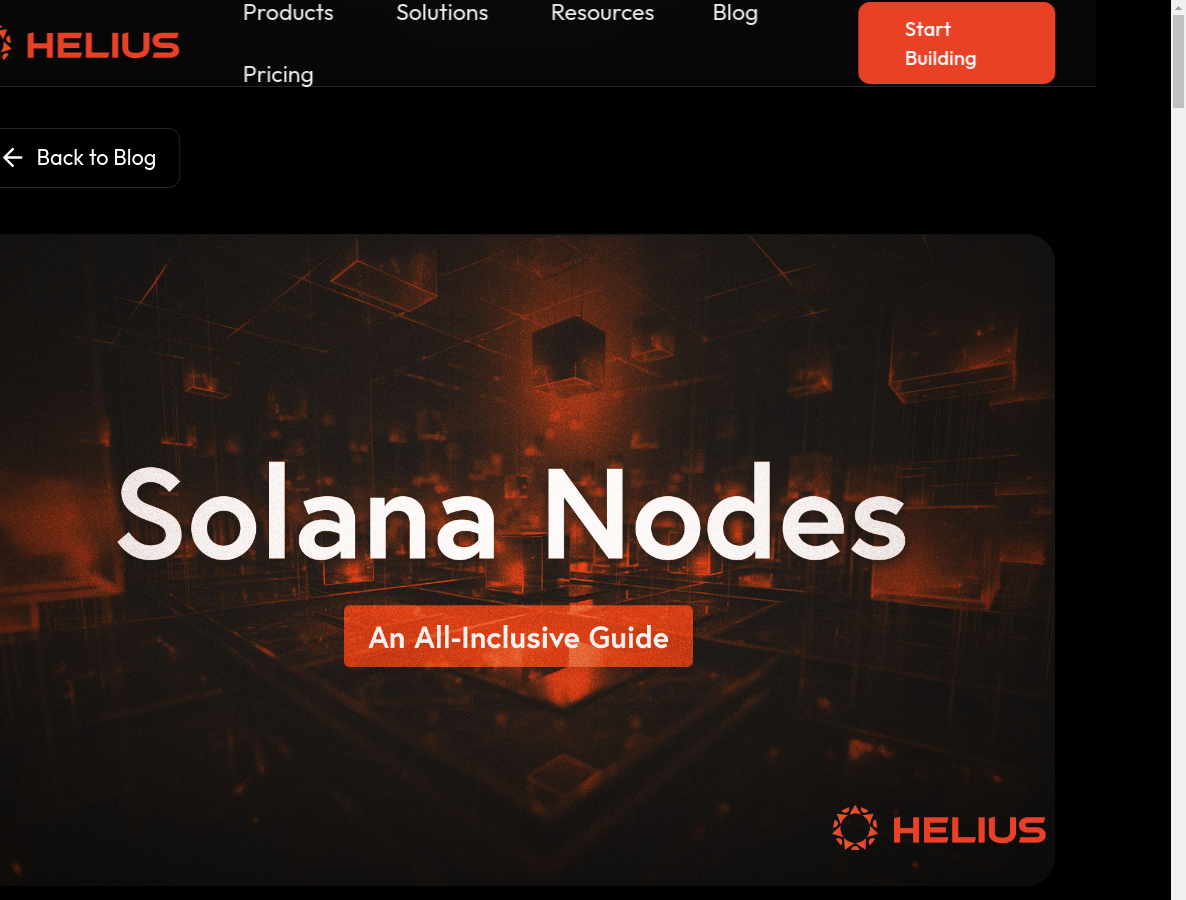 HELIUS
Products
Solutions
Resources
Blog
Pricing
Start
Building
Back to Blog
Solana Nodes
An All-Inclusive Guide
HELIUS